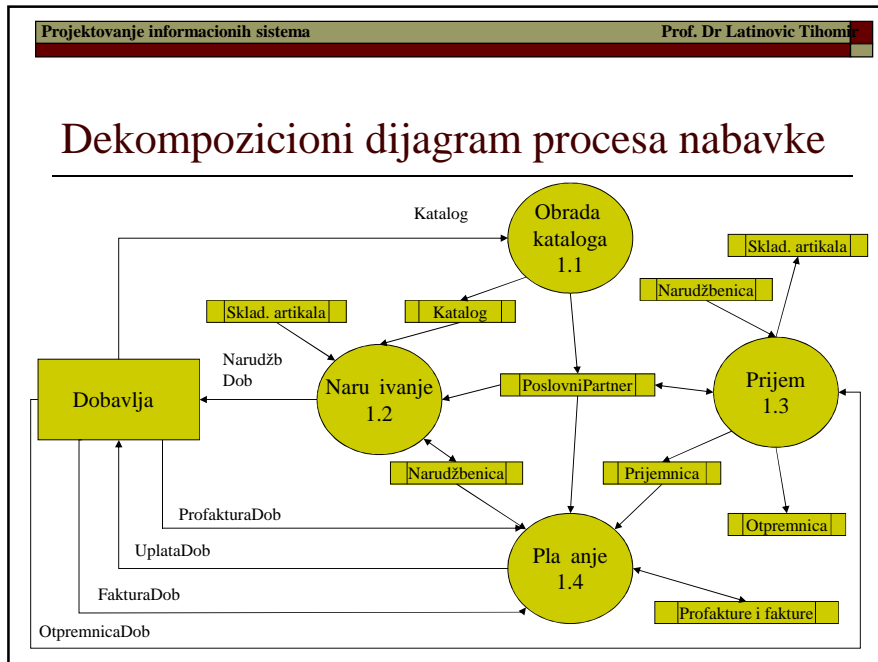 Projektovanje informacionih sistema
Prof. Dr Latinovic Tihomir
Dekompozicioni dijagram procesa nabavke
Katalog
Obrada
kataloga
1.1
Sklad. artikala
Narudžbenica
Sklad. artikala
Katalog
Narudžb
Dob
Dobavlja
Naru ivanje
1.2
PoslovniPartner
Prijem
1.3
Narudžbenica
Prijemnica
ProfakturaDob
Otpremnica
UplataDob
Pla anje
1.4
FakturaDob
Profakture i fakture
OtpremnicaDob